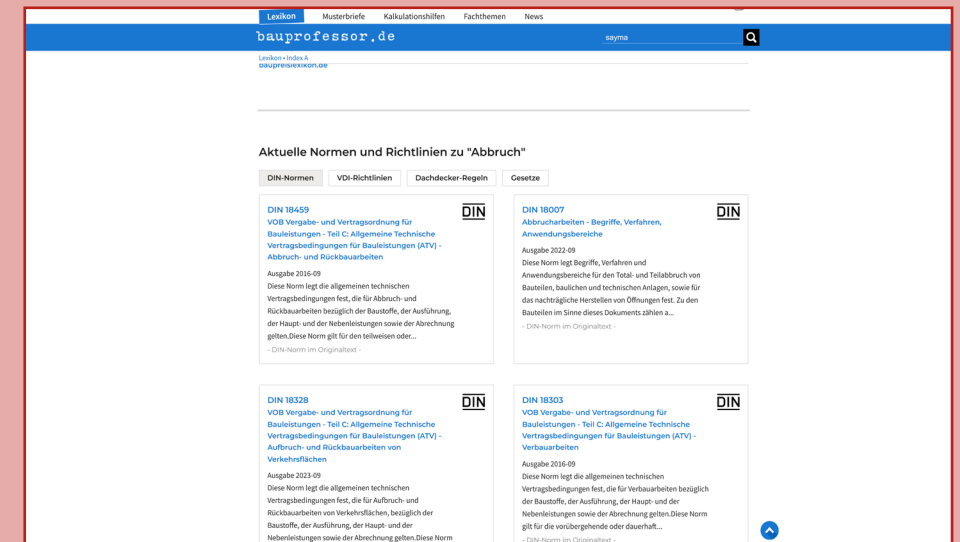 Lexikon
Musterbriefe
Kalkulationshilfen
Fachthemen
News
bauprofessor.de
sayma
Lexikon • Index A
baupreislexikon.de
Aktuelle Normen und Richtlinien zu "Abbruch"
DIN-Normen
VDI-Richtlinien
Dachdecker-Regeln
Gesetze
DIN 18459
DIN
VOB Vergabe- und Vertragsordnung für
Bauleistungen - Teil C: Allgemeine Technische
Vertragsbedingungen für Bauleistungen (ATV) -
Abbruch- und Rückbauarbeiten
Ausgabe 2016-09
Diese Norm legt die allgemeinen technischen
Vertragsbedingungen fest, die für Abbruch- und
Rückbauarbeiten bezüglich der Baustoffe, der Ausführung,
der Haupt- und der Nebenleistungen sowie der Abrechnung
gelten.Diese Norm gilt für den teilweisen oder...
- DIN-Norm im Originaltext -
DIN 18007
DIN
Abbrucharbeiten - Begriffe, Verfahren,
Anwendungsbereiche
Ausgabe 2022-09
Diese Norm legt Begriffe, Verfahren und
Anwendungsbereiche für den Total- und Teilabbruch von
Bauteilen, baulichen und technischen Anlagen, sowie für
das nachträgliche Herstellen von Öffnungen fest. Zu den
Bauteilen im Sinne dieses Dokuments zählen a...
- DIN-Norm im Originaltext -
DIN 18328
DIN
VOB Vergabe- und Vertragsordnung für
Bauleistungen - Teil C: Allgemeine Technische
Vertragsbedingungen für Bauleistungen (ATV) -
Aufbruch- und Rückbauarbeiten von
Verkehrsflächen
Ausgabe 2023-09
Diese Norm legt die allgemeinen technischen
Vertragsbedingungen fest, die für Aufbruch- und
Rückbauarbeiten von Verkehrsflächen, bezüglich der
Baustoffe, der Ausführung, der Haupt- und der
Nebenleistungen sowie der Abrechnung gelten.Diese Norm
DIN 18303
DIN
VOB Vergabe- und Vertragsordnung für
Bauleistungen - Teil C: Allgemeine Technische
Vertragsbedingungen für Bauleistungen (ATV) -
Verbauarbeiten
Ausgabe 2016-09
Diese Norm legt die allgemeinen technischen
Vertragsbedingungen fest, die für Verbauarbeiten bezüglich
der Baustoffe, der Ausführung, der Haupt- und der
Nebenleistungen sowie der Abrechnung gelten.Diese Norm
gilt für die vorübergehende oder dauerhaft...
- DIN-Norm im Originaltext -